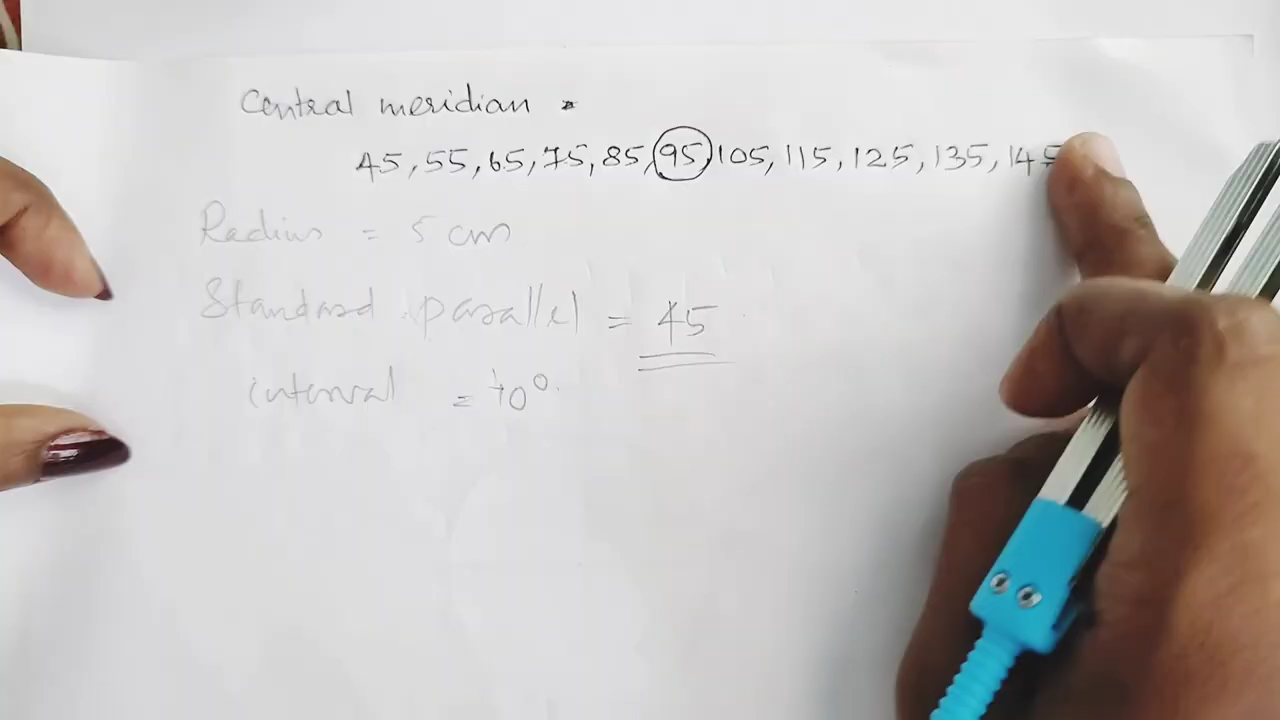 Central meridian =
45, 55, 65, 75, 85, 95, 105, 115, 125, 135, 145
Radius = 5 cm
Standard parallel = 45
interval = 10°